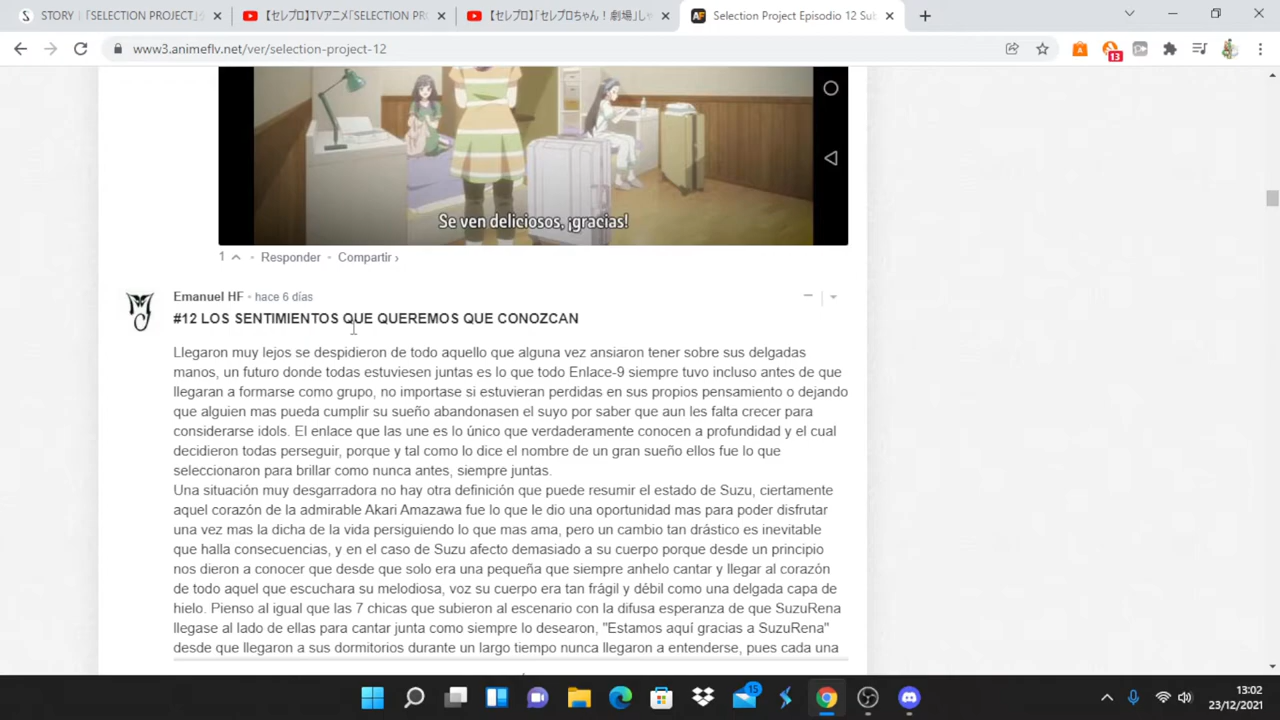 STORY | 「SELECTION PROJECT」
【セレプロ】TVアニメ「SELECTION PRO
【セレプロ】「セレプロちゃん！劇場」し
Selection Project Episodio 12 Sub
www3.animeflv.net/ver/selection-project-12
13
Se ven deliciosos, ¡gracias!
1 • Responder • Compartir ›
Emanuel HF • hace 6 días
#12 LOS SENTIMIENTOS QUE QUEREMOS QUE CONOZCAN
Llegaron muy lejos se despidieron de todo aquello que alguna vez ansiaron tener sobre sus delgadas
manos, un futuro donde todas estuviesen juntas es lo que todo Enlace-9 siempre tuvo incluso antes de que
llegaran a formarse como grupo, no importase si estuvieran perdidas en sus propios pensamiento o dejando
que alguien mas pueda cumplir su sueño abandonasen el suyo por saber que aun les falta crecer para
considerarse idols. El enlace que las une es lo único que verdaderamente conocen a profundidad y el cual
decidieron todas perseguir, porque y tal como lo dice el nombre de un gran sueño ellos fue lo que
seleccionaron para brillar como nunca antes, siempre juntas.
Una situación muy desgarradora no hay otra definición que puede resumir el estado de Suzu, ciertamente
aquel corazón de la admirable Akari Amazawa fue lo que le dio una oportunidad mas para poder disfrutar
una vez mas la dicha de la vida persiguiendo lo que mas ama, pero un cambio tan drástico es inevitable
que halla consecuencias, y en el caso de Suzu afecto demasiado a su cuerpo porque desde un principio
nos dieron a conocer que desde que solo era una pequeña que siempre anhelo cantar y llegar al corazón
de todo aquel que escuchara su melodiosa, voz su cuerpo era tan frágil y débil como una delgada capa de
hielo. Pienso al igual que las 7 chicas que subieron al escenario con la difusa esperanza de que SuzuRena
llegase al lado de ellas para cantar junta como siempre lo desearon, "Estamos aquí gracias a SuzuRena"
desde que llegaron a sus dormitorios durante un largo tiempo nunca llegaron a entenderse, pues cada una
15
13:02
23/12/2021